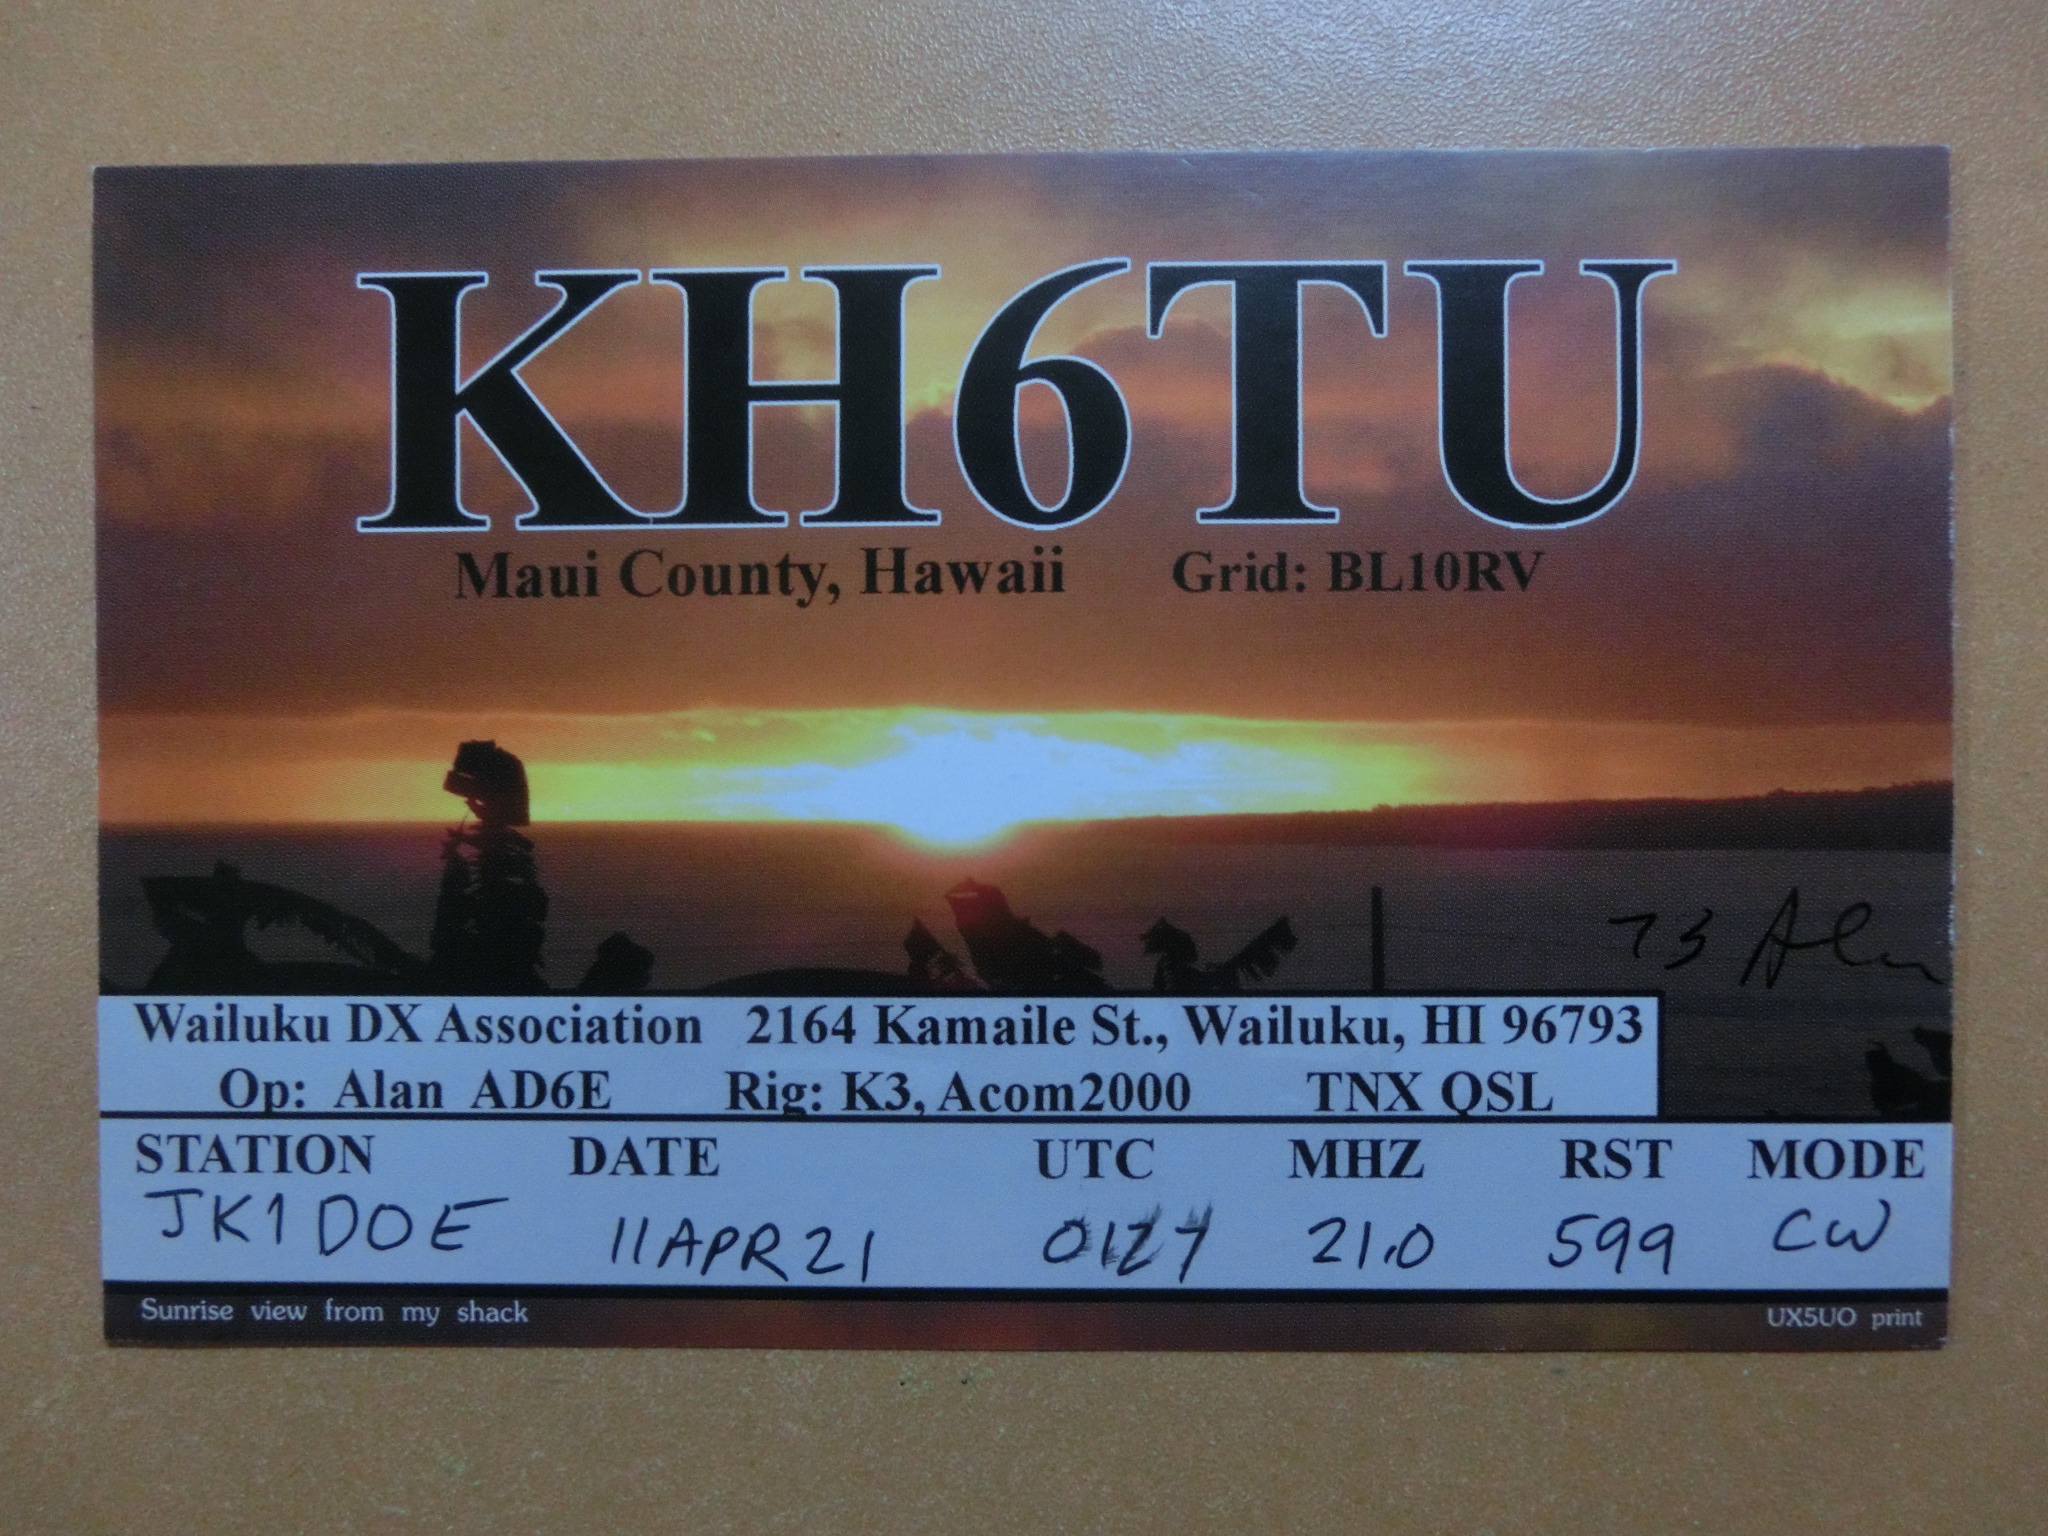 KH6TU
Maui County, Hawaii Grid: BL10RV
73 Alan
Wailuku DX Association 2164 Kamaile St., Wailuku, HI 96793
Op: Alan AD6E Rig: K3, Acom2000 TNX QSL
STATION DATE UTC MHZ RST MODE
JK1DOE 11APR21 21.0 599 CW
Sunrise view from my shack UX5UO print